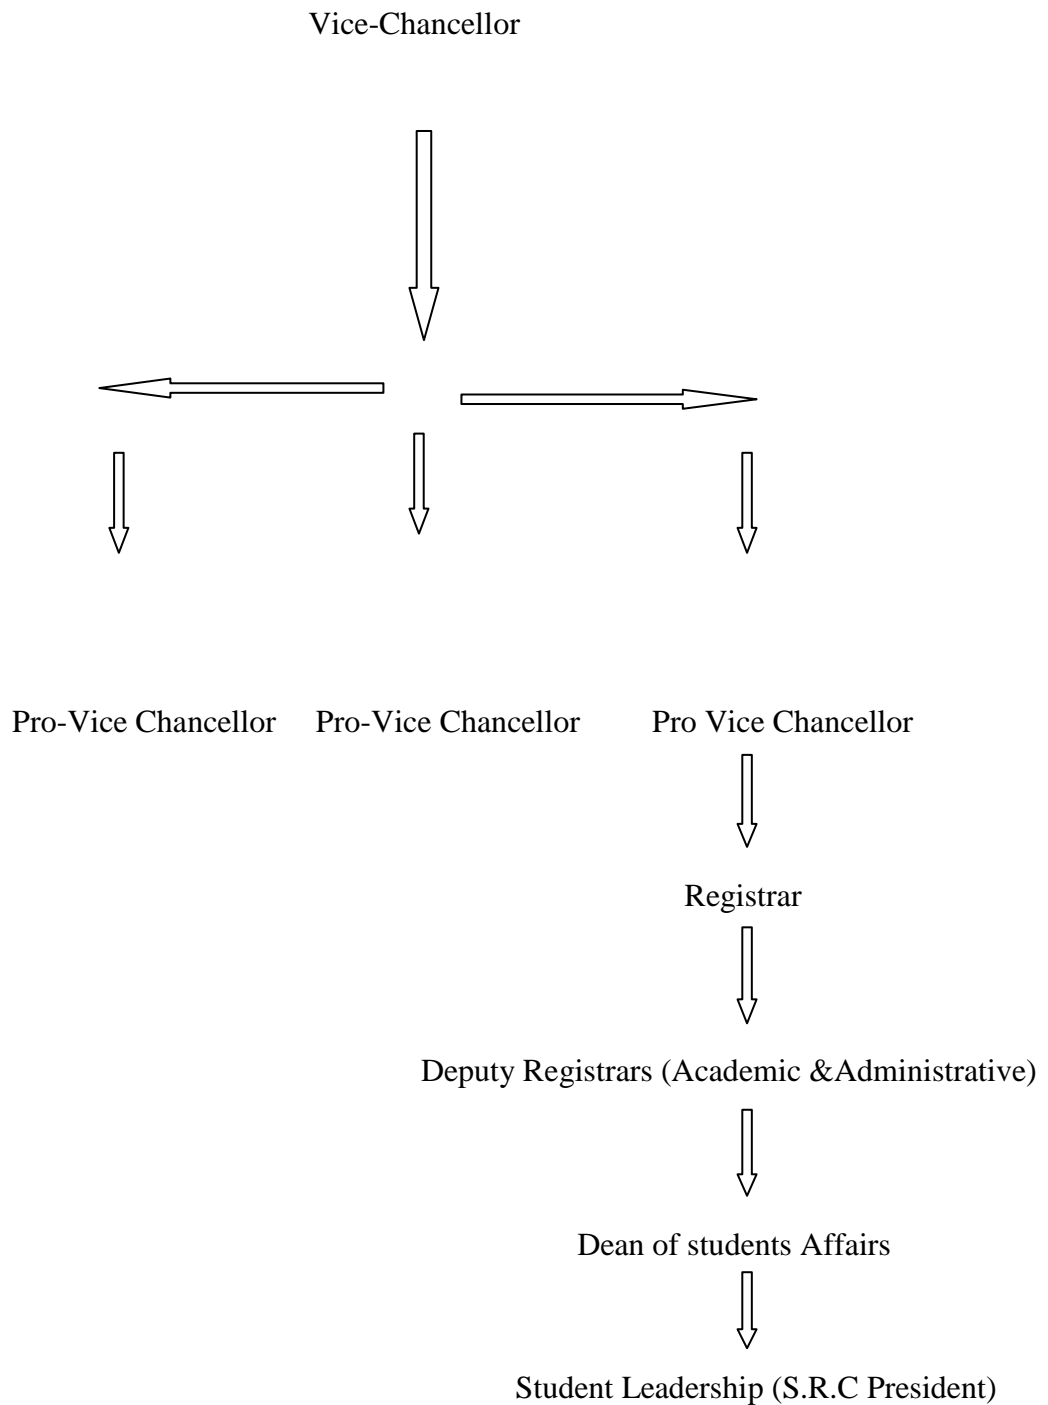 Vice-Chancellor
Pro-Vice Chancellor Pro-Vice Chancellor Pro Vice Chancellor
Registrar
Deputy Registrars (Academic &Administrative)
Dean of students Affairs
Student Leadership (S.R.C President)